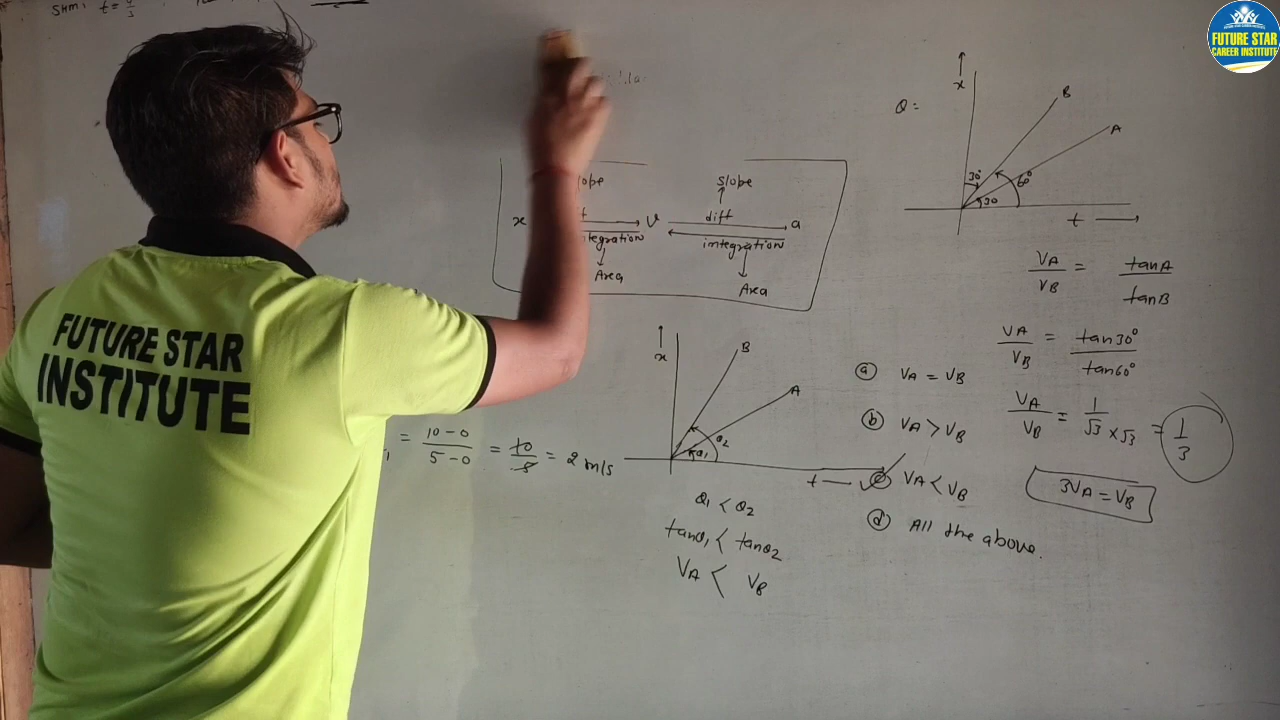 SHM: t =
FUTURE STAR
CAREER INSTITUTE
FUTURE STAR
INSTITUTE
slope
slope
x
v
diff
a
integration
integration
Area
Area
= 10-0 / 5-0 = 10/5 = 2 m/s
x
B
A
θ2
θ1
t
θ1 < θ2
tanθ1 < tanθ2
VA < VB
(a) VA = VB
(b) VA > VB
(c) VA < VB
(d) All the above.
Q=
x
B
A
30°
60°
30
t
VA/VB = tanA/tanB
VA/VB = tan30°/tan60°
VA/VB = 1/√3×√3 = 1/3
3VA = VB